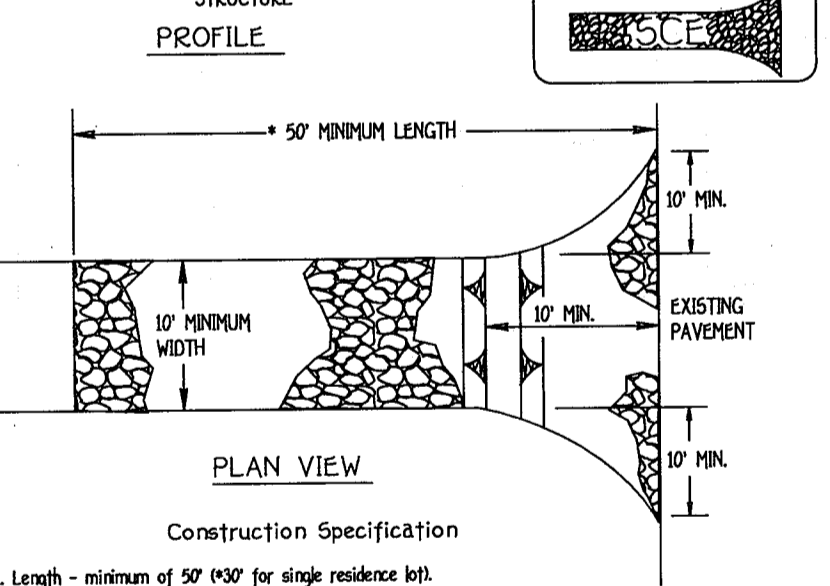 STRUCTURE
PROFILE
SCE
* 50' MINIMUM LENGTH
10' MIN.
10' MINIMUM
WIDTH
10' MIN.
EXISTING
PAVEMENT
10' MIN.
PLAN VIEW
Construction Specification
. Length - minimum of 50' (*30' for single residence lot).